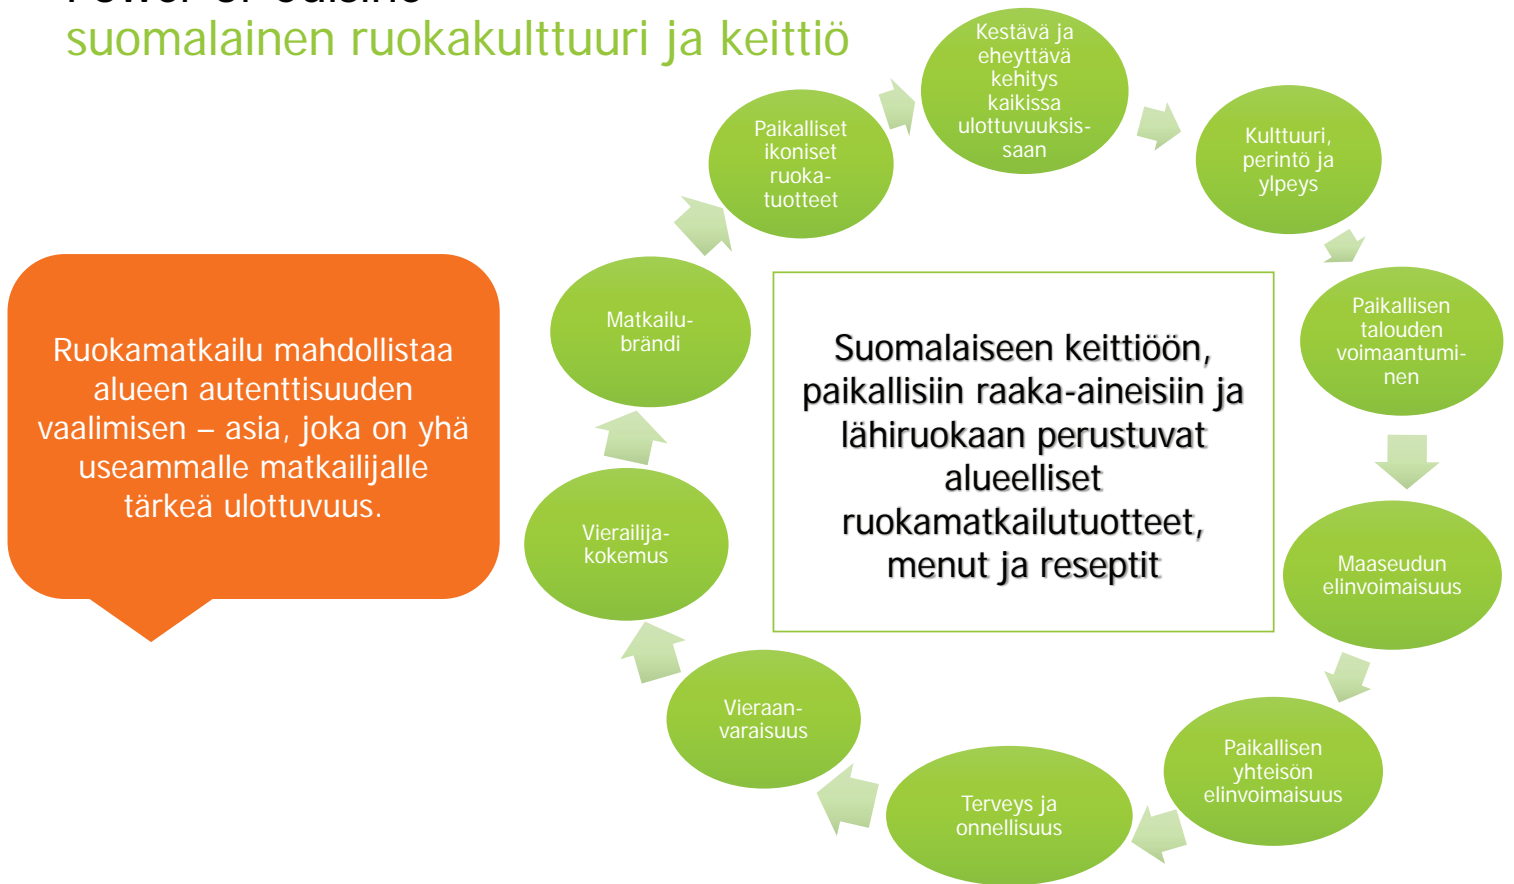 Power of cuisine
suomalainen ruokakulttuuri ja keittiö
Kestävä ja
eheyttävä
kehitys
kaikissa
ulottuvuuksis-
saan
Kulttuuri,
perintö ja
ylpeys
Paikallisen
talouden
voimaantumi-
nen
Maaseudun
elinvoimaisuus
Paikallisen
yhteisön
elinvoimaisuus
Terveys ja
onnellisuus
Vieraan-
varaisuus
Vierailija-
kokemus
Matkailu-
brändi
Paikalliset
ikoniset
ruoka-
tuotteet
Ruokamatkailu mahdollistaa
alueen autenttisuuden
vaalimisen – asia, joka on yhä
useammalle matkailijalle
tärkeä ulottuvuus.
Suomalaiseen keittiöön,
paikallisiin raaka-aineisiin ja
lähiruokaan perustuvat
alueelliset
ruokamatkailutuotteet,
menut ja reseptit